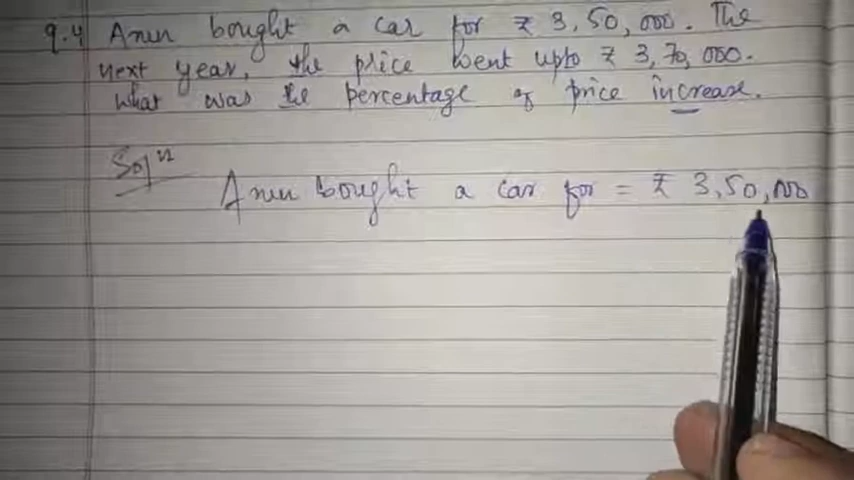 Q.4 Arun bought a car for ₹ 3,50,000. The
next year, the price went upto ₹ 3,70,000.
What was the percentage of price increase.
Solⁿ
Arun bought a car for = ₹ 3,50,000